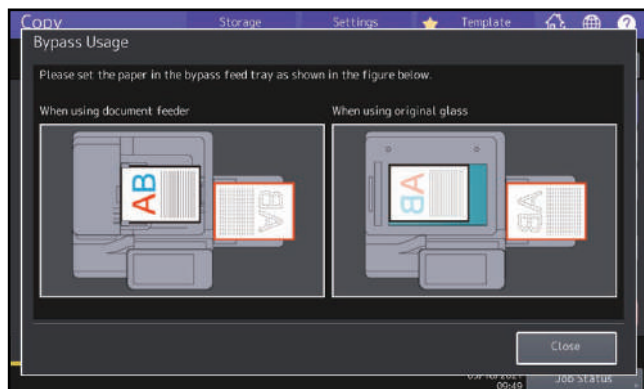 Copy Storage Settings Template
Bypass Usage
Please set the paper in the bypass feed tray as shown in the figure below.
When using document feeder When using original glass
AB AB AB AB
Close
Job Status
09:49